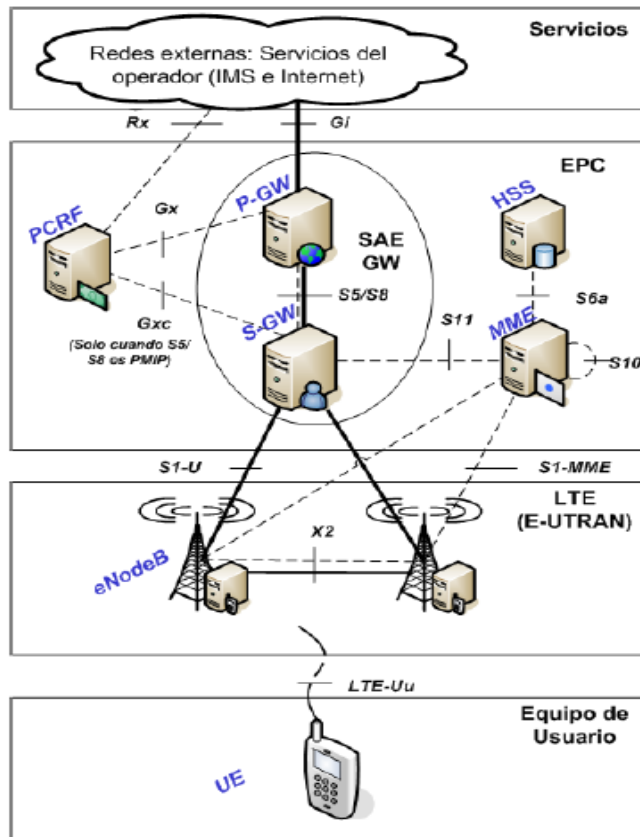 Servicios
Redes externas: Servicios del
operador (IMS e Internet)
Rx
Gi
EPC
P-GW
HSS
PCRF
Gx
SAE
GW
S5/S8
S6a
Gxc
(Solo cuando S5/
S8 es PMIP)
S-GW
S11
MME
S10
S1-U
S1-MME
LTE
(E-UTRAN)
X2
eNodeB
LTE-Uu
Equipo de
Usuario
UE